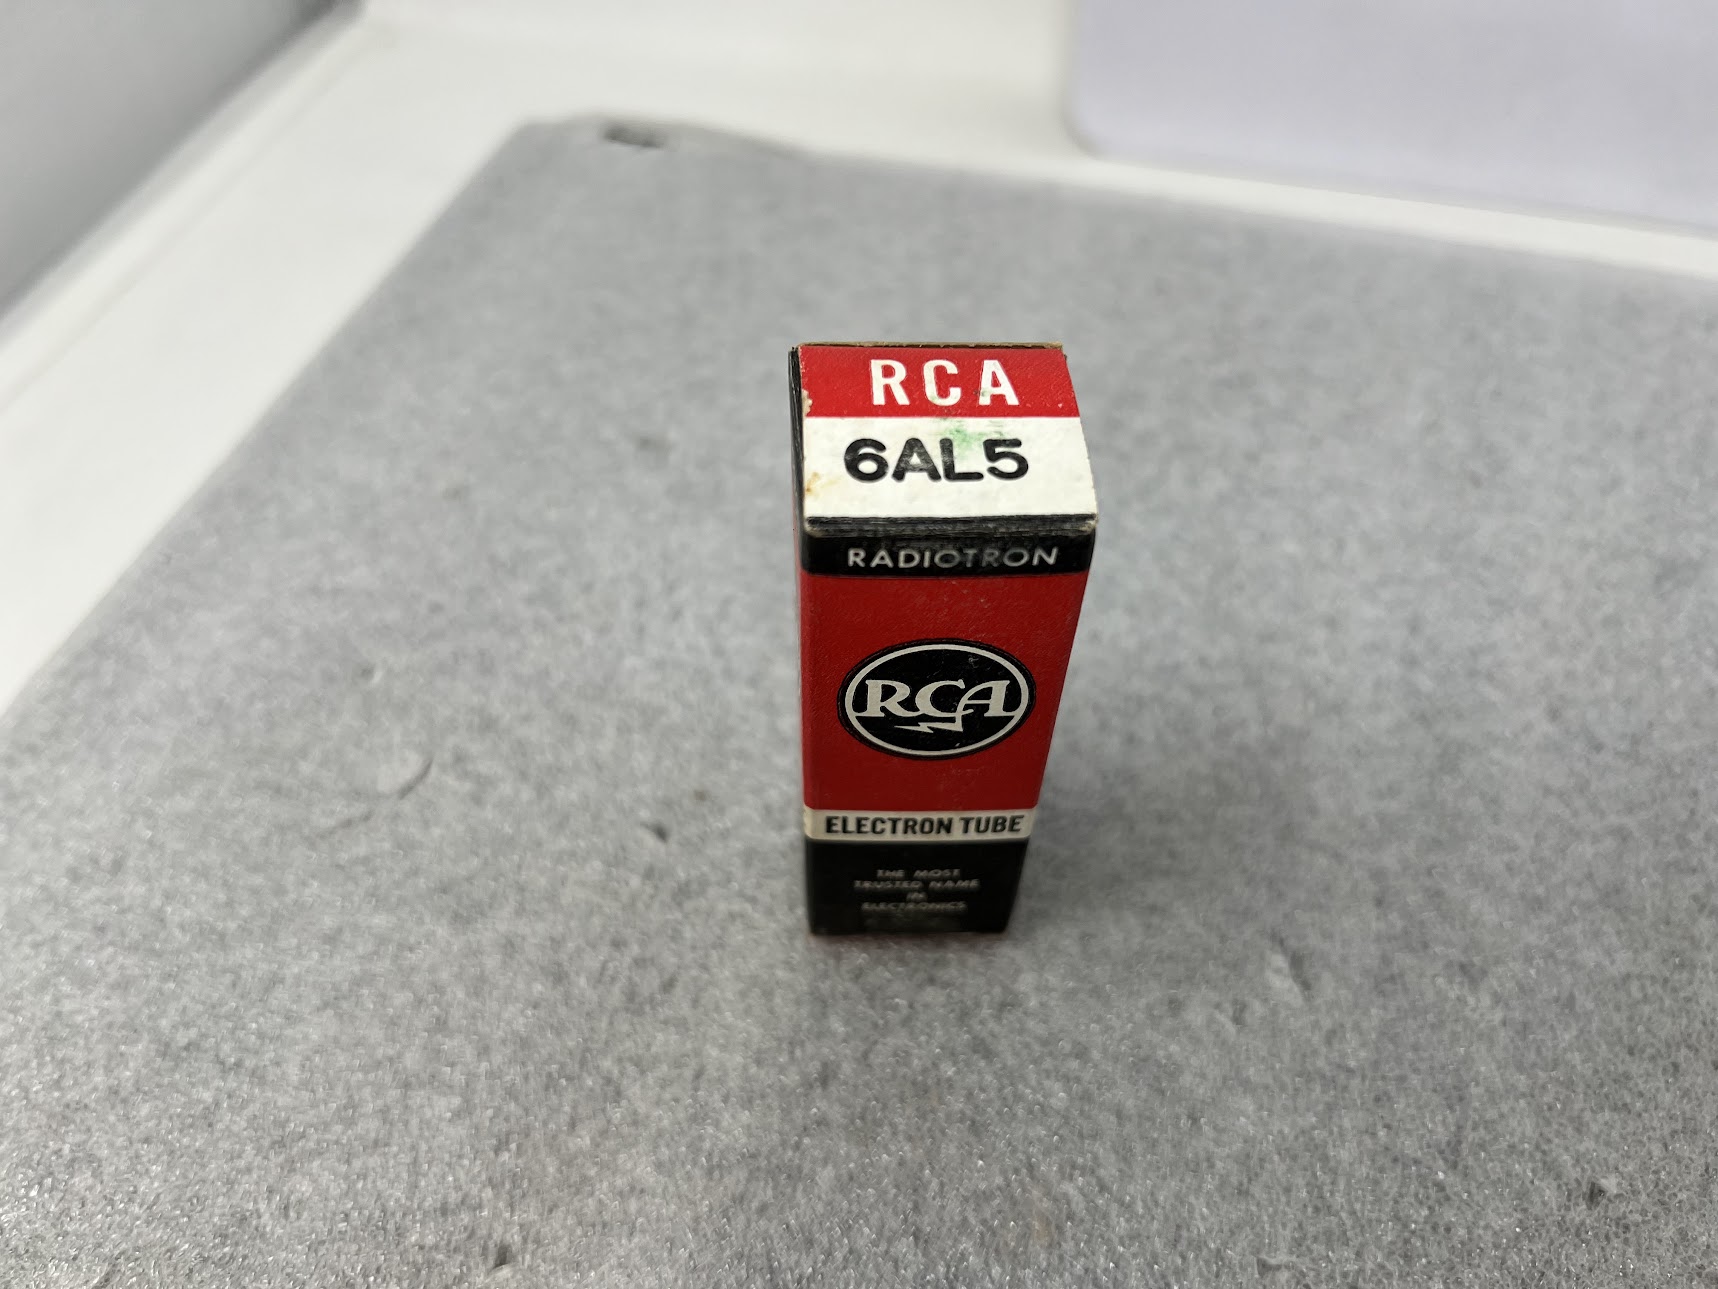 RCA
6AL5
RADIOTRON
RCA
ELECTRON TUBE
THE MOST
TRUSTED NAME
IN
ELECTRONICS